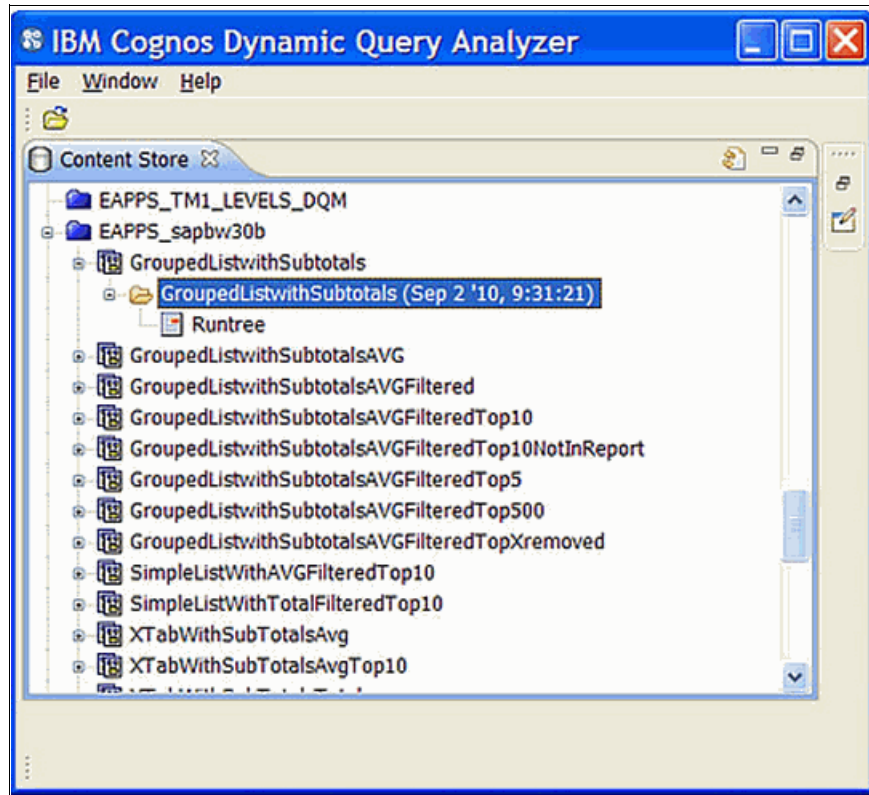 IBM Cognos Dynamic Query Analyzer
File Window Help
Content Store
EAPPS_TM1_LEVELS_DQM
EAPPS_sapbw30b
GroupedListwithSubtotals
GroupedListwithSubtotals (Sep 2 '10, 9:31:21)
Runtree
GroupedListwithSubtotalsAVG
GroupedListwithSubtotalsAVGFiltered
GroupedListwithSubtotalsAVGFilteredTop10
GroupedListwithSubtotalsAVGFilteredTop10NotInReport
GroupedListwithSubtotalsAVGFilteredTop5
GroupedListwithSubtotalsAVGFilteredTop500
GroupedListwithSubtotalsAVGFilteredTopXremoved
SimpleListWithAVGFilteredTop10
SimpleListWithTotalFilteredTop10
XTabWithSubTotalsAvg
XTabWithSubTotalsAvgTop10